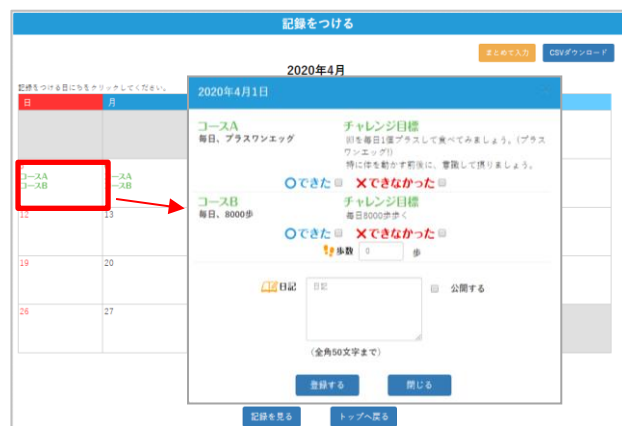 記録をつける
まとめて入力
CSVダウンロード
2020年4月
記録をつける日にちをクリックしてください。
日
月
コースA
コースB
コースA
コースB
12
13
19
20
26
27
2020年4月1日
コースA
毎日、プラスワンエッグ
チャレンジ目標
卵を毎日1個プラスして食べてみましょう。(プラス
ワンエッグ!)
特に体を動かす前後に、意識して摂りましょう。
○できた
×できなかった
コースB
毎日、8000歩
チャレンジ目標
毎日8000歩歩く
○できた
×できなかった
歩数
0
歩
日記
日記
公開する
(全角50文字まで)
登録する
閉じる
記録を見る
トップへ戻る